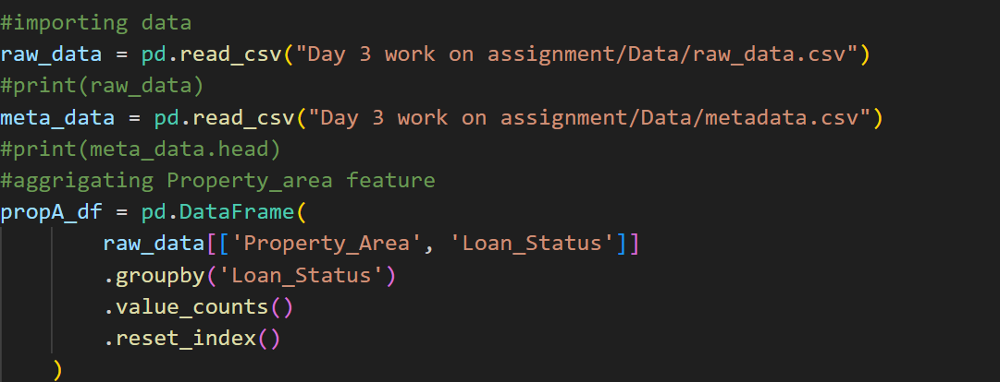 #importing data
raw_data = pd.read_csv("Day 3 work on assignment/Data/raw_data.csv")
#print(raw_data)
meta_data = pd.read_csv("Day 3 work on assignment/Data/metadata.csv")
#print(meta_data.head)
#aggrigating Property_area feature
propA_df = pd.DataFrame(
        raw_data[['Property_Area', 'Loan_Status']]
        .groupby('Loan_Status')
        .value_counts()
        .reset_index()
    )